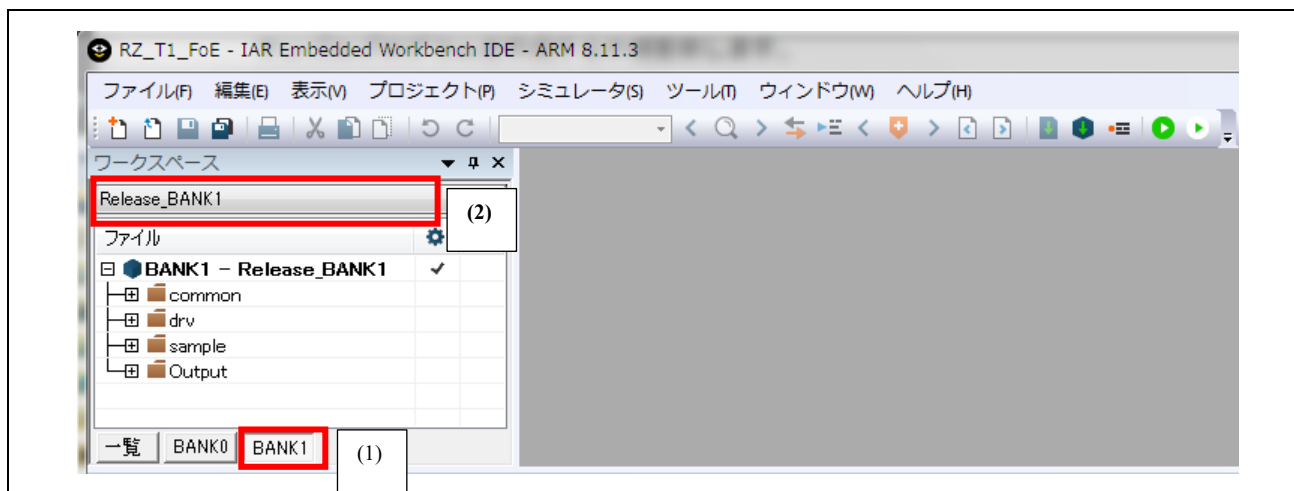 RZ_T1_FoE - IAR Embedded Workbench IDE - ARM 8.11.3
ファイル(F) 編集(E) 表示(V) プロジェクト(P) シミュレータ(S) ツール(T) ウィンドウ(W) ヘルプ(H)
ワークスペース
Release_BANK1
(2)
ファイル
BANK1 - Release_BANK1
common
drv
sample
Output
一覧 BANK0 BANK1 (1)